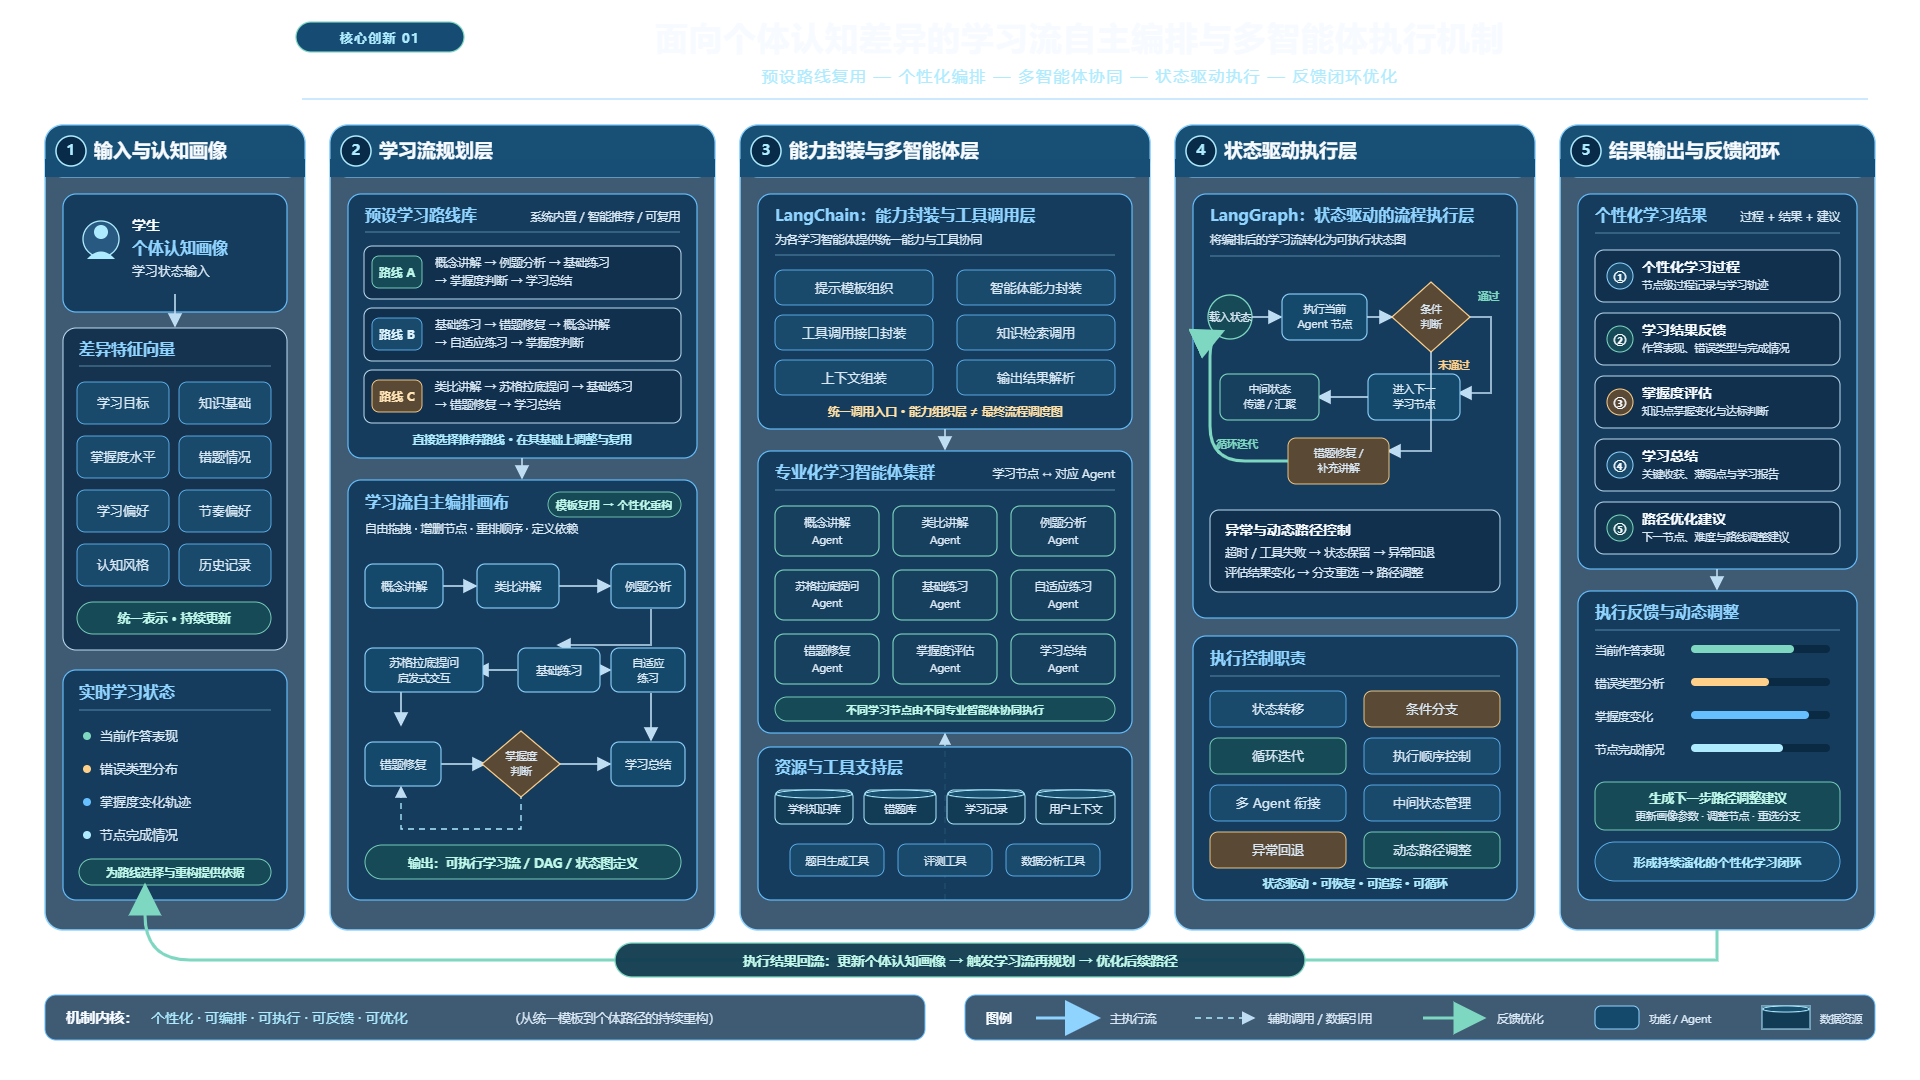 核心创新 01
面向个体认知差异的学习流自主编排与多智能体执行机制
预设路线复用 — 个性化编排 — 多智能体协同 — 状态驱动执行 — 反馈闭环优化
1 输入与认知画像
学生
个体认知画像
学习状态输入
差异特征向量
学习目标
知识基础
掌握度水平
错题情况
学习偏好
节奏偏好
认知风格
历史记录
统一表示 • 持续更新
实时学习状态
当前作答表现
错误类型分布
掌握度变化轨迹
节点完成情况
为路线选择与重构提供依据
2 学习流规划层
预设学习路线库
系统内置 / 智能推荐 / 可复用
路线 A
概念讲解 → 例题分析 → 基础练习
→ 掌握度判断 → 学习总结
路线 B
基础练习 → 错题修复 → 概念讲解
→ 自适应练习 → 掌握度判断
路线 C
类比讲解 → 苏格拉底提问 → 基础练习
→ 错题修复 → 学习总结
直接选择推荐路线 • 在其基础上调整与复用
学习流自主编排画布
模板复用 → 个性化重构
自由拖拽 · 增删节点 · 重排顺序 · 定义依赖
概念讲解
类比讲解
例题分析
苏格拉底提问
启发式交互
基础练习
自适应
练习
错题修复
掌握度
判断
学习总结
输出：可执行学习流 / DAG / 状态图定义
3 能力封装与多智能体层
LangChain：能力封装与工具调用层
为各学习智能体提供统一能力与工具协同
提示模板组织
智能体能力封装
工具调用接口封装
知识检索调用
上下文组装
输出结果解析
统一调用入口 • 能力组织层 ≠ 最终流程调度图
专业化学习智能体集群
学习节点 ↔ 对应 Agent
概念讲解
Agent
类比讲解
Agent
例题分析
Agent
苏格拉底提问
Agent
基础练习
Agent
自适应练习
Agent
错题修复
Agent
掌握度评估
Agent
学习总结
Agent
不同学习节点由不同专业智能体协同执行
资源与工具支持层
学科知识库
错题库
学习记录
用户上下文
题目生成工具
评测工具
数据分析工具
4 状态驱动执行层
LangGraph：状态驱动的流程执行层
将编排后的学习流转化为可执行状态图
载入状态
执行当前
Agent 节点
条件
判断
通过
未通过
中间状态
传递 / 汇聚
进入下一
学习节点
循环迭代
错题修复 /
补充讲解
异常与动态路径控制
超时 / 工具失败 → 状态保留 → 异常回退
评估结果变化 → 分支重选 → 路径调整
执行控制职责
状态转移
条件分支
循环迭代
执行顺序控制
多 Agent 衔接
中间状态管理
异常回退
动态路径调整
状态驱动 • 可恢复 • 可追踪 • 可循环
5 结果输出与反馈闭环
个性化学习结果
过程 + 结果 + 建议
① 个性化学习过程
节点级过程记录与学习轨迹
② 学习结果反馈
作答表现、错误类型与完成情况
③ 掌握度评估
知识点掌握变化与达标判断
④ 学习总结
关键收获、薄弱点与学习报告
⑤ 路径优化建议
下一节点、难度与路线调整建议
执行反馈与动态调整
当前作答表现
错误类型分析
掌握度变化
节点完成情况
生成下一步路径调整建议
更新画像参数 · 调整节点 · 重选分支
形成持续演化的个性化学习闭环
执行结果回流：更新个体认知画像 → 触发学习流再规划 → 优化后续路径
机制内核：
个性化 · 可编排 · 可执行 · 可反馈 · 可优化
(从统一模板到个体路径的持续重构)
图例
主执行流
辅助调用 / 数据引用
反馈优化
功能 / Agent
数据资源